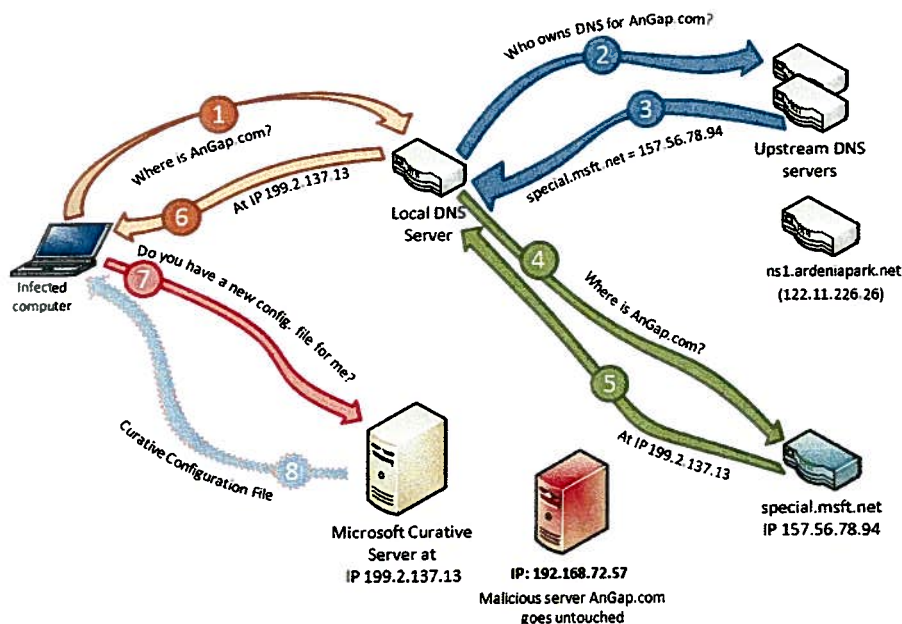 Who owns DNS for AnGap.com?
2
1
3
Where is AnGap.com?
special.msft.net = 157.56.78.94
Upstream DNS
servers
At IP 199.2.137.13
6
Local DNS
Server
4
ns1.ardeniapark.net
(122.11.226.26)
Infected
computer
Do you have a new config. file for me?
7
Where is AnGap.com?
5
At IP 199.2.137.13
Curative Configuration File
8
special.msft.net
IP 157.56.78.94
Microsoft Curative
Server at
IP 199.2.137.13
IP: 192.168.72.57
Malicious server AnGap.com
goes untouched